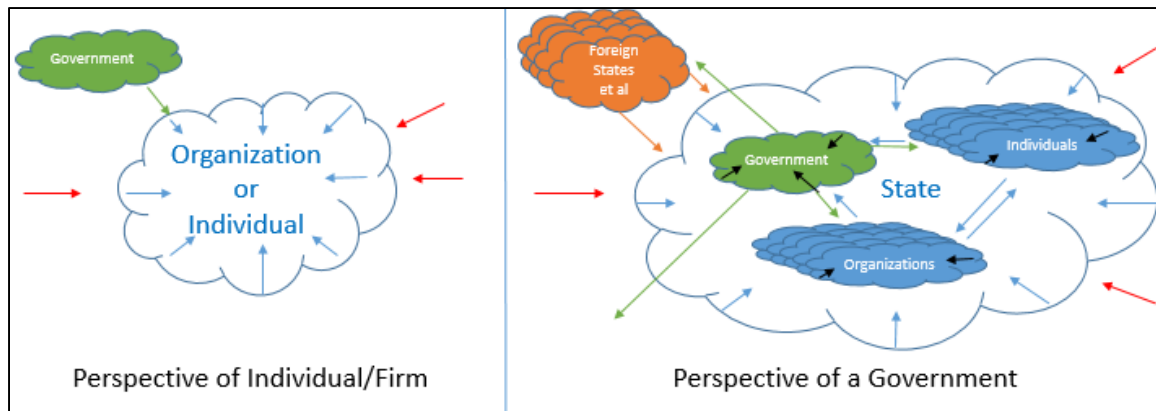 Government
Organization
or
Individual
Perspective of Individual/Firm
Foreign
States
et al
Individuals
Government
State
Organizations
Perspective of a Government